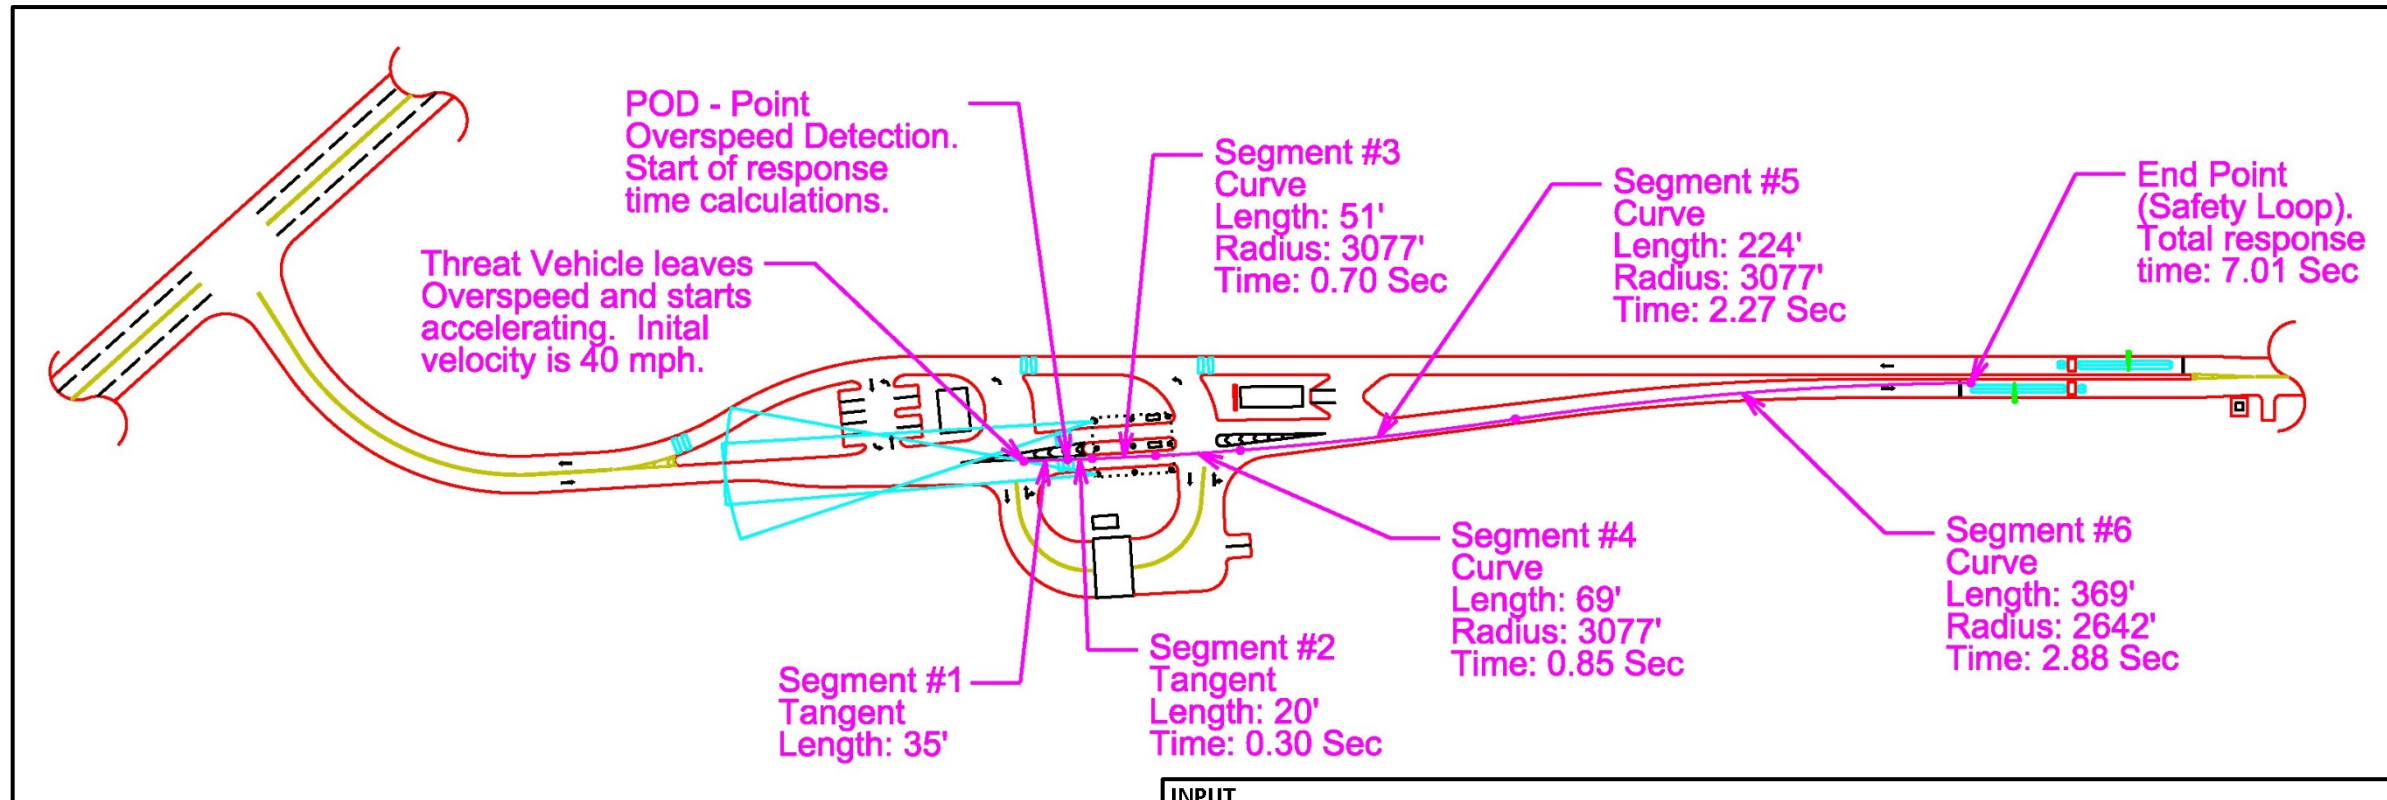 POD - Point
Overspeed Detection.
Start of response
time calculations.
Threat Vehicle leaves
Overspeed and starts
accelerating.  Inital
velocity is 40 mph.
Segment #3
Curve
Length: 51'
Radius: 3077'
Time: 0.70 Sec
Segment #5
Curve
Length: 224'
Radius: 3077'
Time: 2.27 Sec
End Point
(Safety Loop).
Total response
time: 7.01 Sec
Segment #1
Tangent
Length: 35'
Segment #2
Tangent
Length: 20'
Time: 0.30 Sec
Segment #4
Curve
Length: 69'
Radius: 3077'
Time: 0.85 Sec
Segment #6
Curve
Length: 369'
Radius: 2642'
Time: 2.88 Sec
INPUT